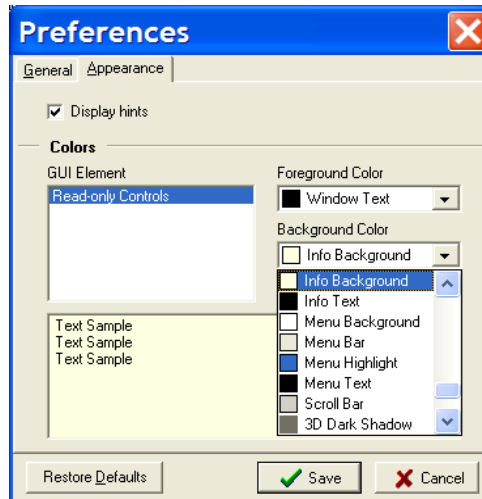 Preferences
General Appearance
Display hints
Colors
GUI Element
Read-only Controls
Foreground Color
Window Text
Background Color
Info Background
Info Background
Info Text
Menu Background
Menu Bar
Menu Highlight
Menu Text
Scroll Bar
3D Dark Shadow
Text Sample
Text Sample
Text Sample
Restore Defaults
Save
Cancel